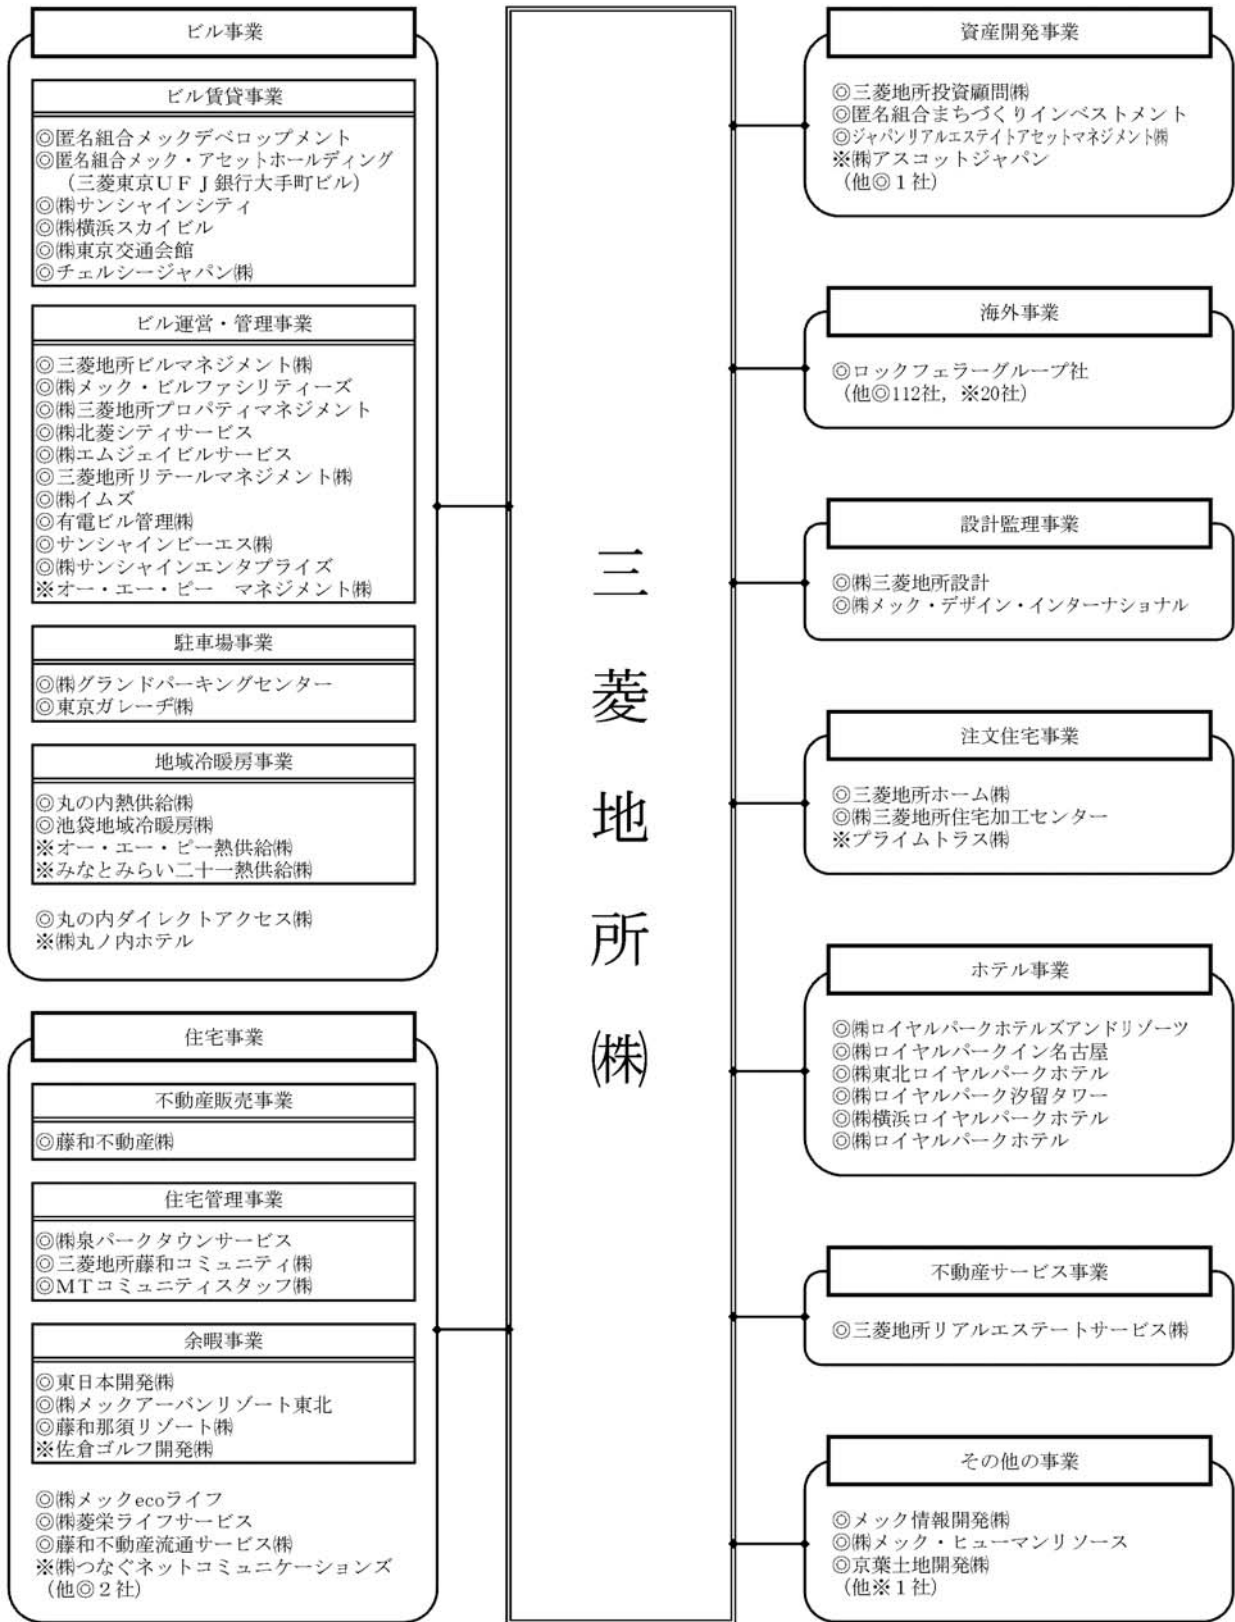 ビル事業
ビル賃貸事業
◎匿名組合メックデベロップメント
◎匿名組合メック・アセットホールディング
（三菱東京ＵＦＪ銀行大手町ビル）
◎㈱サンシャインシティ
◎㈱横浜スカイビル
◎㈱東京交通会館
◎チェルシージャパン㈱
ビル運営・管理事業
◎三菱地所ビルマネジメント㈱
◎㈱メック・ビルファシリティーズ
◎㈱三菱地所プロパティマネジメント
◎㈱北菱シティサービス
◎㈱エムジェイビルサービス
◎三菱地所リテールマネジメント㈱
◎㈱イムズ
◎有電ビル管理㈱
◎サンシャインビーエス㈱
◎㈱サンシャインエンタプライズ
※オー・エー・ピー　マネジメント㈱
駐車場事業
◎㈱グランドパーキングセンター
◎東京ガレーヂ㈱
地域冷暖房事業
◎丸の内熱供給㈱
◎池袋地域冷暖房㈱
※オー・エー・ピー熱供給㈱
※みなとみらい二十一熱供給㈱
◎丸の内ダイレクトアクセス㈱
※㈱丸ノ内ホテル
住宅事業
不動産販売事業
◎藤和不動産㈱
住宅管理事業
◎㈱泉パークタウンサービス
◎三菱地所藤和コミュニティ㈱
◎ＭＴコミュニティスタッフ㈱
余暇事業
◎東日本開発㈱
◎㈱メックアーバンリゾート東北
◎藤和那須リゾート㈱
※佐倉ゴルフ開発㈱
◎㈱メックecoライフ
◎㈱菱栄ライフサービス
◎藤和不動産流通サービス㈱
※㈱つなぐネットコミュニケーションズ
（他◎２社）
三菱地所㈱
資産開発事業
◎三菱地所投資顧問㈱
◎匿名組合まちづくりインベストメント
◎ジャパンリアルエステイトアセットマネジメント㈱
※㈱アスコットジャパン
（他◎１社）
海外事業
◎ロックフェラーグループ社
（他◎112社，※20社）
設計監理事業
◎㈱三菱地所設計
◎㈱メック・デザイン・インターナショナル
注文住宅事業
◎三菱地所ホーム㈱
◎㈱三菱地所住宅加工センター
※プライムトラス㈱
ホテル事業
◎㈱ロイヤルパークホテルズアンドリゾーツ
◎㈱ロイヤルパークイン名古屋
◎㈱東北ロイヤルパークホテル
◎㈱ロイヤルパーク汐留タワー
◎㈱横浜ロイヤルパークホテル
◎㈱ロイヤルパークホテル
不動産サービス事業
◎三菱地所リアルエステートサービス㈱
その他の事業
◎メック情報開発㈱
◎㈱メック・ヒューマンリソース
◎京葉土地開発㈱
（他※１社）